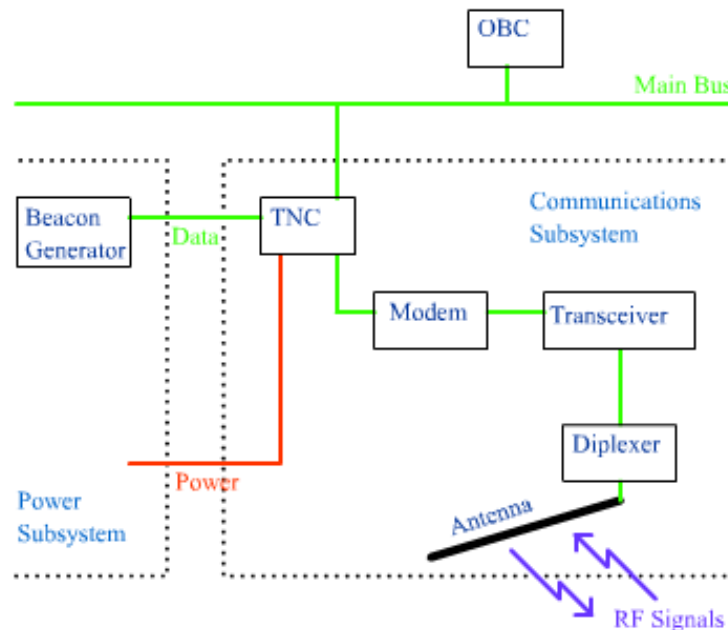 OBC
Main Bus
Beacon
Generator
Data
TNC
Communications
Subsystem
Modem
Transceiver
Diplexer
Power
Power
Subsystem
Antenna
RF Signals